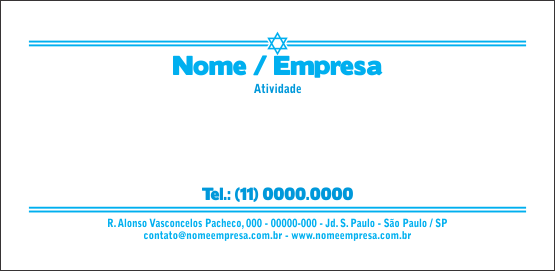 Nome / Empresa
Atividade
Tel.: (11) 0000.0000
R. Alonso Vasconcelos Pacheco, 000 - 00000-000 - Jd. S. Paulo - São Paulo / SP
contato@nomeempresa.com.br - www.nomeempresa.com.br